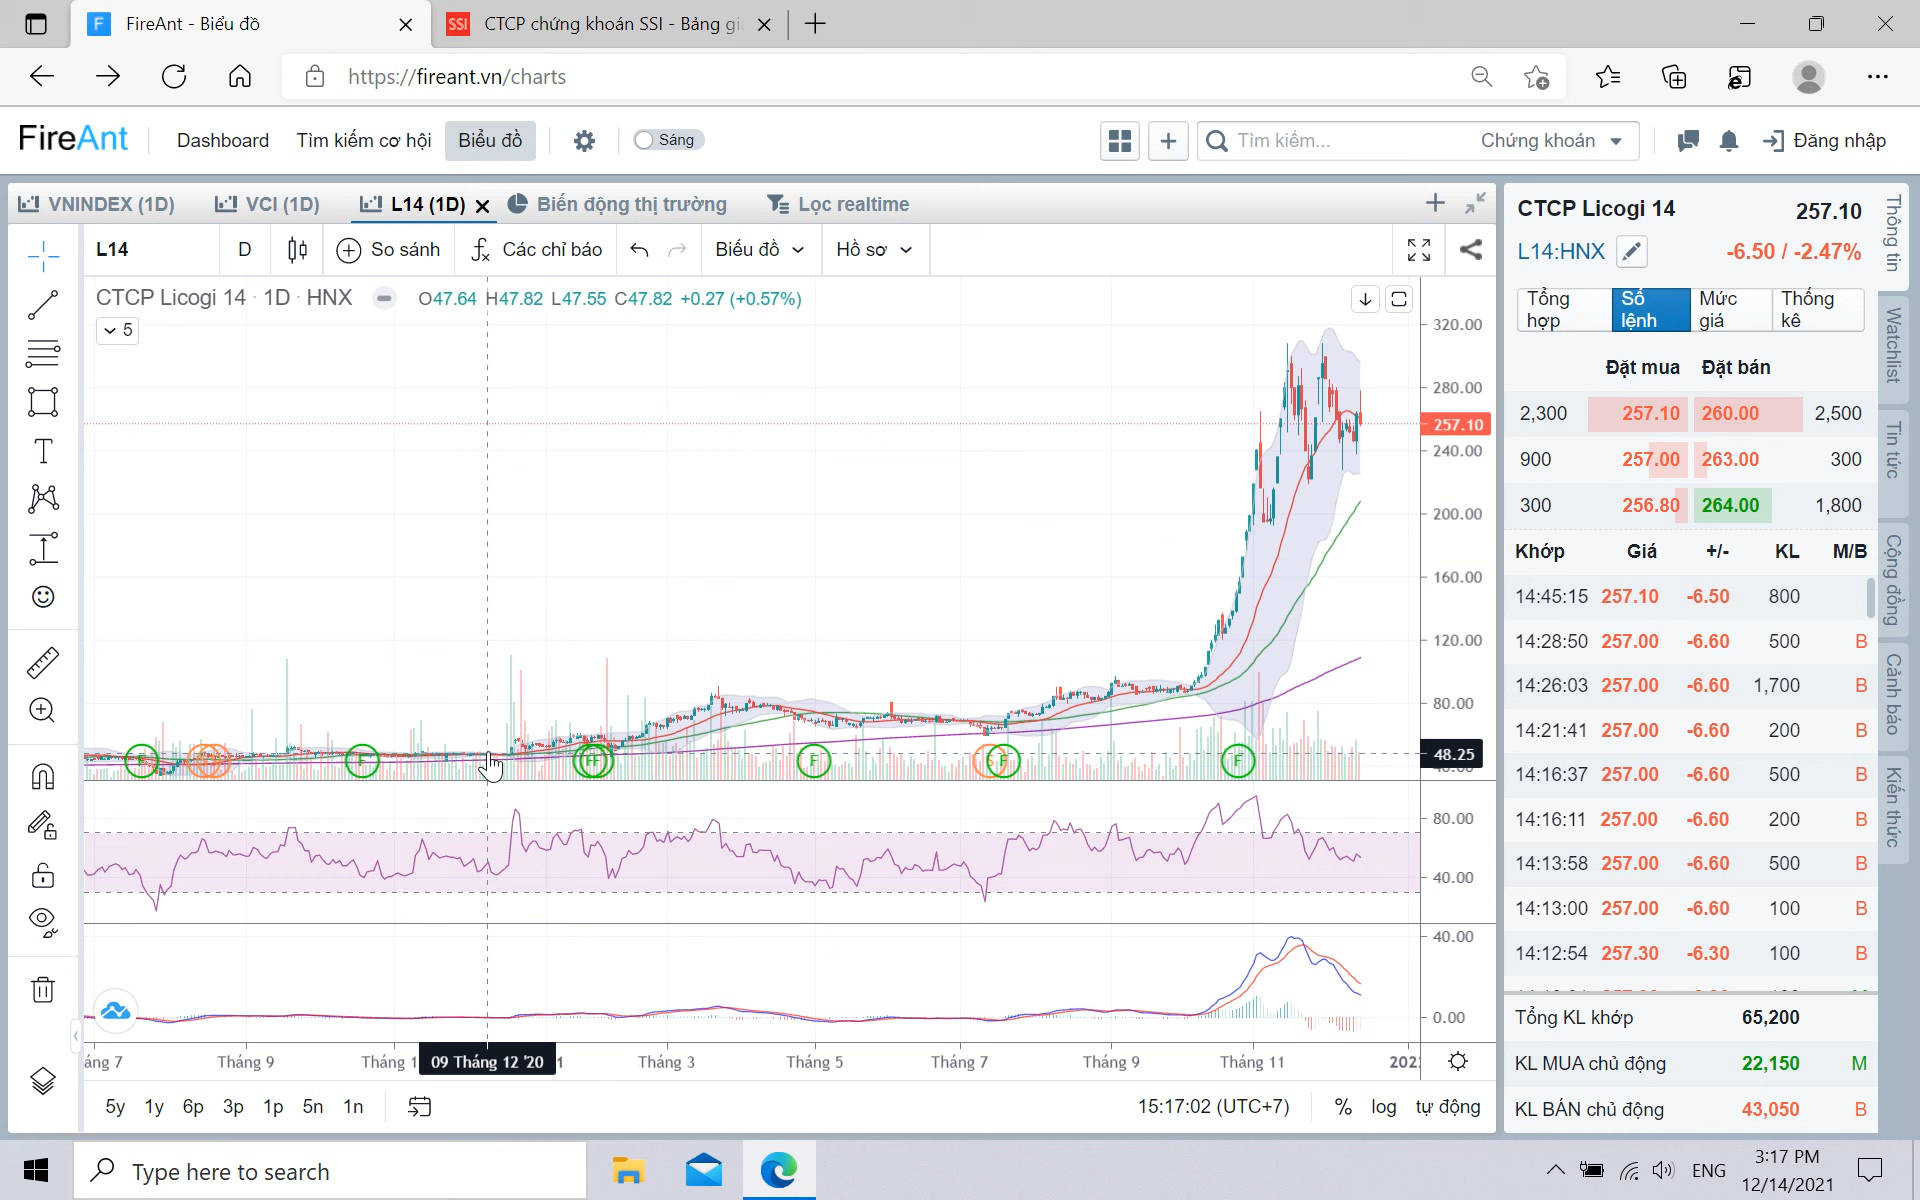 FireAnt - Biểu đồ
SSI CTCP chứng khoán SSI - Bảng gi
https://fireant.vn/charts
FireAnt Dashboard Tìm kiếm cơ hội Biểu đồ Sáng Tìm kiếm... Chứng khoán Đăng nhập
VNINDEX (1D) VCI (1D) L14 (1D) Biến động thị trường Lọc realtime
L14 D So sánh Các chỉ báo Biểu đồ Hồ sơ
CTCP Licogi 14 · 1D · HNX O47.64 H47.82 L47.55 C47.82 +0.27 (+0.57%)
5
320.00
280.00
257.10
240.00
200.00
160.00
120.00
80.00
48.25
F F F F F F
80.00
40.00
40.00
0.00
áng 7 Tháng 9 Tháng 1 09 Tháng 12 '20 1 Tháng 3 Tháng 5 Tháng 7 Tháng 9 Tháng 11 202
5y 1y 6p 3p 1p 5n 1n 15:17:02 (UTC+7) % log tự động
CTCP Licogi 14 257.10
L14:HNX -6.50 / -2.47%
Tổng hợp Số lệnh Mức giá Thống kê
Đặt mua Đặt bán
2,300 257.10 260.00 2,500
900 257.00 263.00 300
300 256.80 264.00 1,800
Khớp Giá +/- KL M/B
14:45:15 257.10 -6.50 800
14:28:50 257.00 -6.60 500 B
14:26:03 257.00 -6.60 1,700 B
14:21:41 257.00 -6.60 200 B
14:16:37 257.00 -6.60 500 B
14:16:11 257.00 -6.60 200 B
14:13:58 257.00 -6.60 500 B
14:13:00 257.00 -6.60 100 B
14:12:54 257.30 -6.30 100 B
Tổng KL khớp 65,200
KL MUA chủ động 22,150 M
KL BÁN chủ động 43,050 B
Thông tin
Watchlist
Tin tức
Cộng đồng
Cảnh báo
Kiến thức
Type here to search
ENG
3:17 PM
12/14/2021